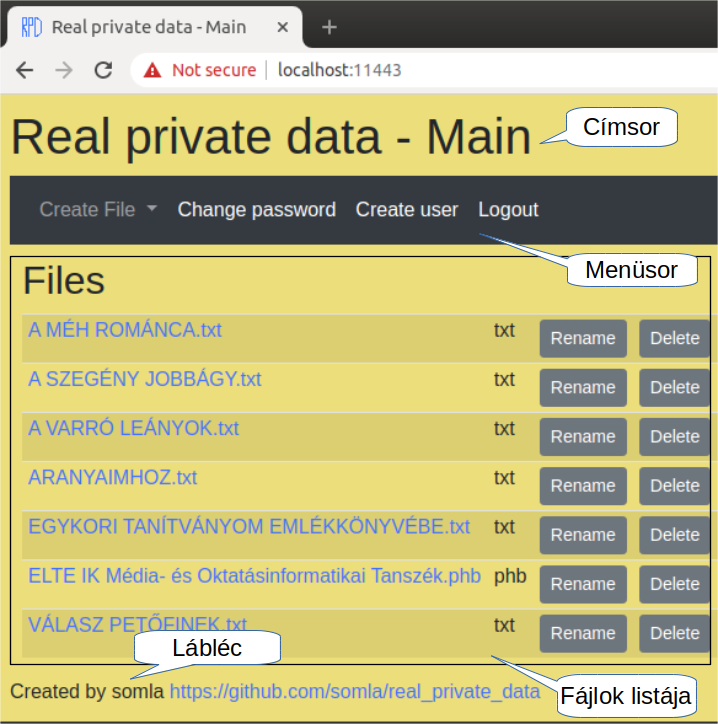 RPD Real private data - Main
Not secure localhost:11443
Real private data - Main
Címsor
Create File Change password Create user Logout
Menüsor
Files
A MÉH ROMÁNCA.txt txt Rename Delete
A SZEGÉNY JOBBÁGY.txt txt Rename Delete
A VARRÓ LEÁNYOK.txt txt Rename Delete
ARANYAIMHOZ.txt txt Rename Delete
EGYKORI TANÍTVÁNYOM EMLÉKKÖNYVÉBE.txt txt Rename Delete
ELTE IK Média- és Oktatásinformatikai Tanszék.phb phb Rename Delete
VÁLASZ PETŐFINEK.txt txt Rename Delete
Lábléc
Created by somla https://github.com/somla/real_private_data
Fájlok listája